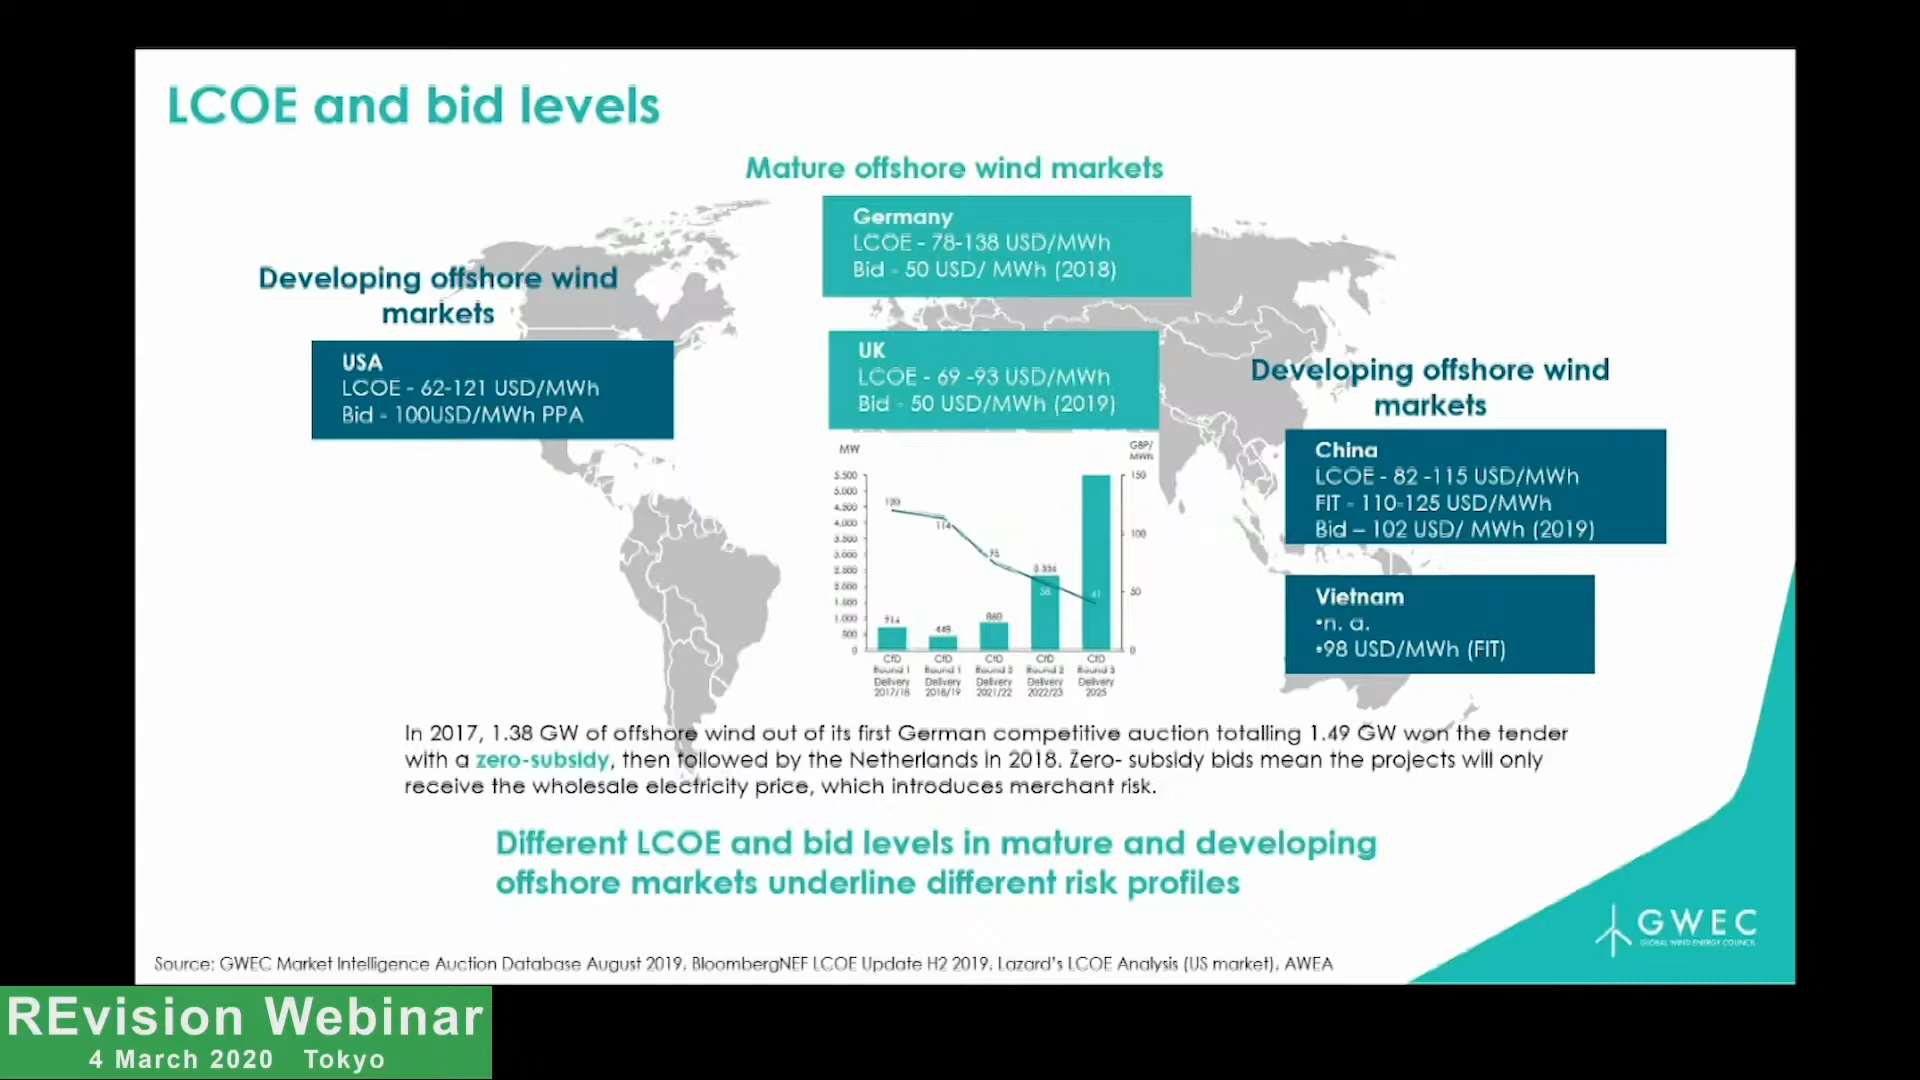 LCOE and bid levels
Mature offshore wind markets
Germany
LCOE - 78-138 USD/MWh
Bid - 50 USD/ MWh (2018)
Developing offshore wind
markets
USA
LCOE - 62-121 USD/MWh
Bid - 100USD/MWh PPA
UK
LCOE - 69 -93 USD/MWh
Bid - 50 USD/MWh (2019)
Developing offshore wind
markets
China
LCOE - 82 -115 USD/MWh
FIT - 110-125 USD/MWh
Bid – 102 USD/ MWh (2019)
Vietnam
•n. a.
•98 USD/MWh (FIT)
MW
GBP/
MWh
5.500
5.000
4.500
4.000
3.500
3.000
2.500
2.000
1.500
1.000
500
0
150
100
50
0
120
114
75
58
41
714
448
860
CfD
Round 1
Delivery
2017/18
CfD
Round 1
Delivery
2018/19
CfD
Delivery
2021/22
CfD
Round 2
Delivery
2022/23
CfD
Round 3
Delivery
2025
In 2017, 1.38 GW of offshore wind out of its first German competitive auction totalling 1.49 GW won the tender
with a zero-subsidy, then followed by the Netherlands in 2018. Zero- subsidy bids mean the projects will only
receive the wholesale electricity price, which introduces merchant risk.
Different LCOE and bid levels in mature and developing
offshore markets underline different risk profiles
GWEC
GLOBAL WIND ENERGY COUNCIL
Source: GWEC Market Intelligence Auction Database August 2019, BloombergNEF LCOE Update H2 2019, Lazard's LCOE Analysis (US market), AWEA
REvision Webinar
4 March 2020 Tokyo